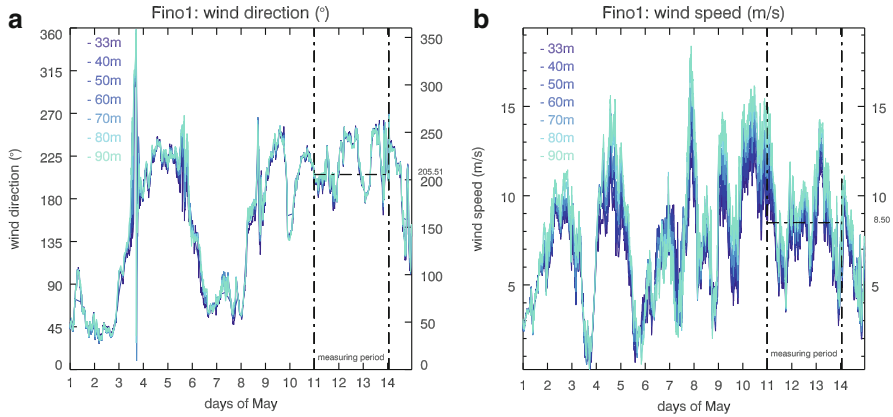 a
Fino1: wind direction (°)
360
315
270
225
180
135
90
45
0
wind direction (°)
- 33m
- 40m
- 50m
- 60m
- 70m
- 80m
- 90m
350
300
250
205.51
200
150
100
50
0
measuring period
1 2 3 4 5 6 7 8 9 10 11 12 13 14
days of May
b
Fino1: wind speed (m/s)
15
10
5
wind speed (m/s)
- 33m
- 40m
- 50m
- 60m
- 70m
- 80m
- 90m
15
10
8.50
5
measuring period
1 2 3 4 5 6 7 8 9 10 11 12 13 14
days of May